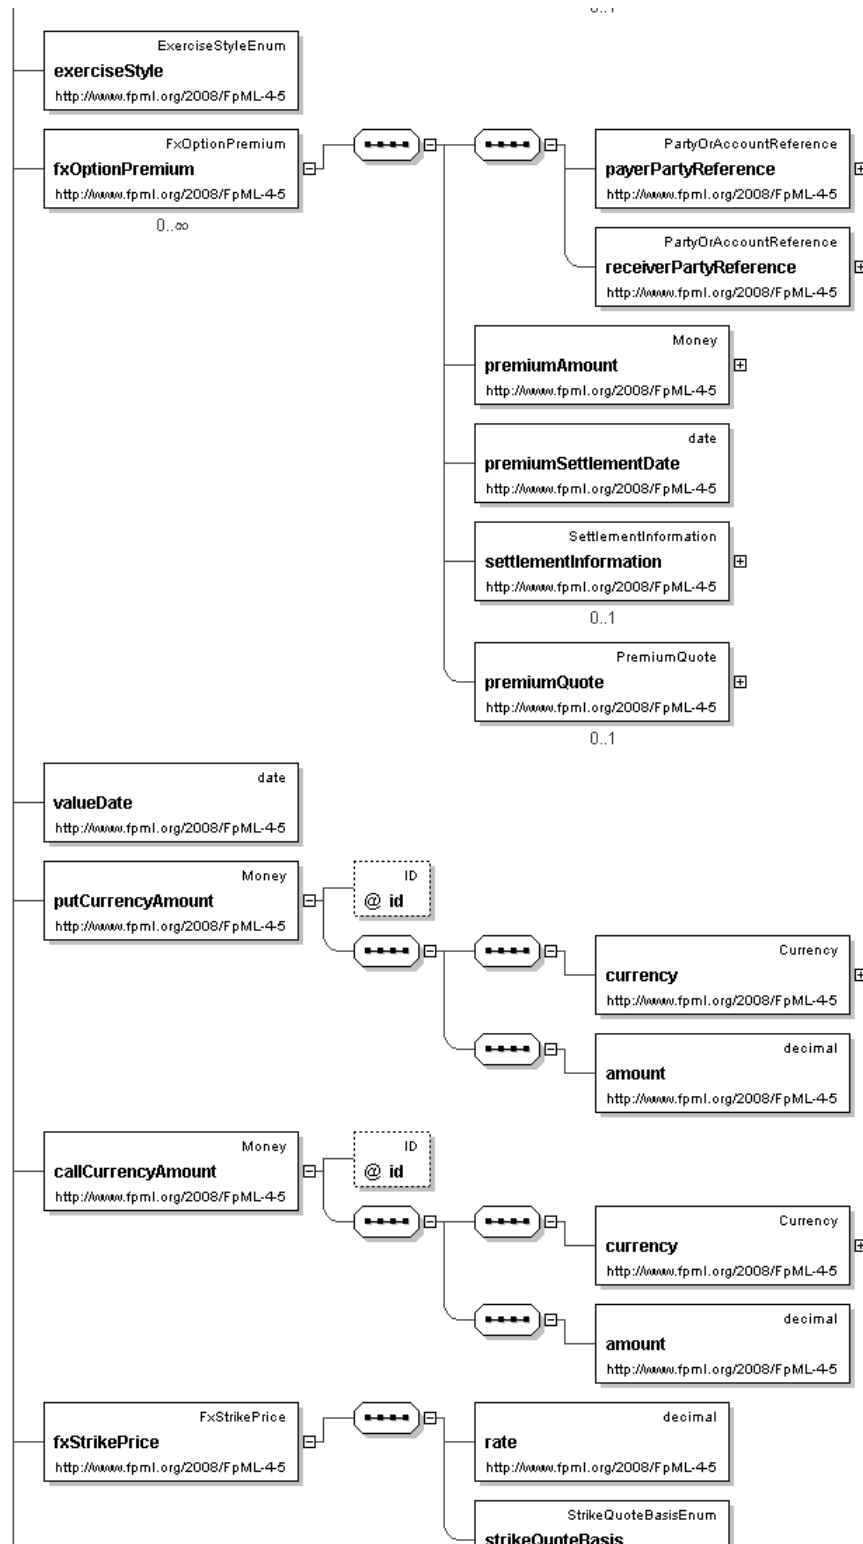 0..1
ExerciseStyleEnum
exerciseStyle
http://www.fpml.org/2008/FpML-4-5
FxOptionPremium
fxOptionPremium
http://www.fpml.org/2008/FpML-4-5
0..∞
PartyOrAccountReference
payerPartyReference
http://www.fpml.org/2008/FpML-4-5
PartyOrAccountReference
receiverPartyReference
http://www.fpml.org/2008/FpML-4-5
Money
premiumAmount
http://www.fpml.org/2008/FpML-4-5
date
premiumSettlementDate
http://www.fpml.org/2008/FpML-4-5
SettlementInformation
settlementInformation
http://www.fpml.org/2008/FpML-4-5
0..1
PremiumQuote
premiumQuote
http://www.fpml.org/2008/FpML-4-5
0..1
date
valueDate
http://www.fpml.org/2008/FpML-4-5
Money
putCurrencyAmount
http://www.fpml.org/2008/FpML-4-5
ID
@ id
Currency
currency
http://www.fpml.org/2008/FpML-4-5
decimal
amount
http://www.fpml.org/2008/FpML-4-5
Money
callCurrencyAmount
http://www.fpml.org/2008/FpML-4-5
ID
@ id
Currency
currency
http://www.fpml.org/2008/FpML-4-5
decimal
amount
http://www.fpml.org/2008/FpML-4-5
FxStrikePrice
fxStrikePrice
http://www.fpml.org/2008/FpML-4-5
decimal
rate
http://www.fpml.org/2008/FpML-4-5
StrikeQuoteBasisEnum
strikeQuoteBasis